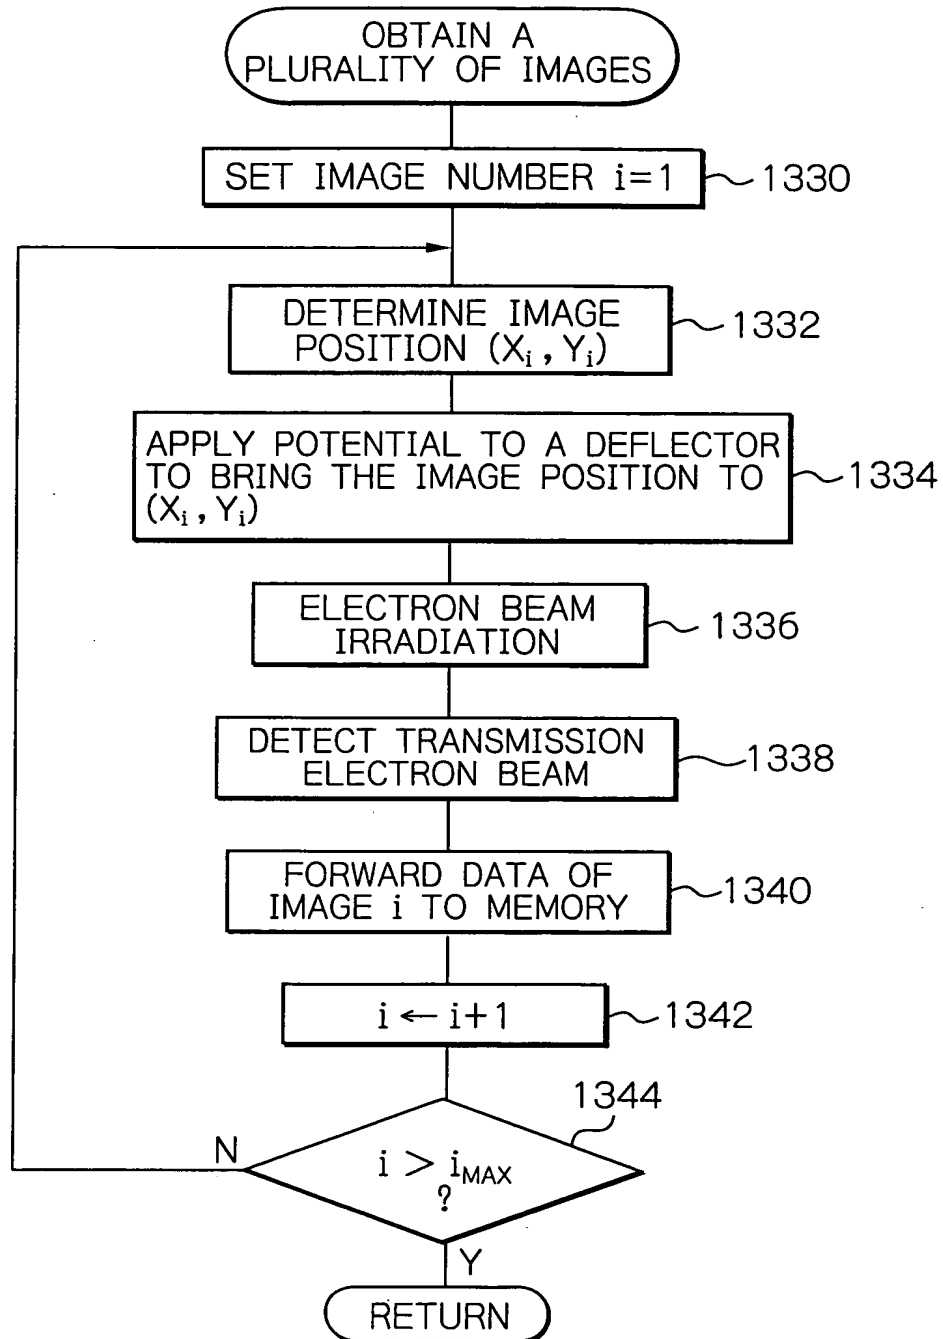 OBTAIN A
PLURALITY OF IMAGES
SET IMAGE NUMBER i=1
1330
DETERMINE IMAGE
POSITION (Xi, Yi)
1332
APPLY POTENTIAL TO A DEFLECTOR
TO BRING THE IMAGE POSITION TO
(Xi, Yi)
1334
ELECTRON BEAM
IRRADIATION
1336
DETECT TRANSMISSION
ELECTRON BEAM
1338
FORWARD DATA OF
IMAGE i TO MEMORY
1340
i ← i+1
1342
1344
N
i > iMAX
?
Y
RETURN